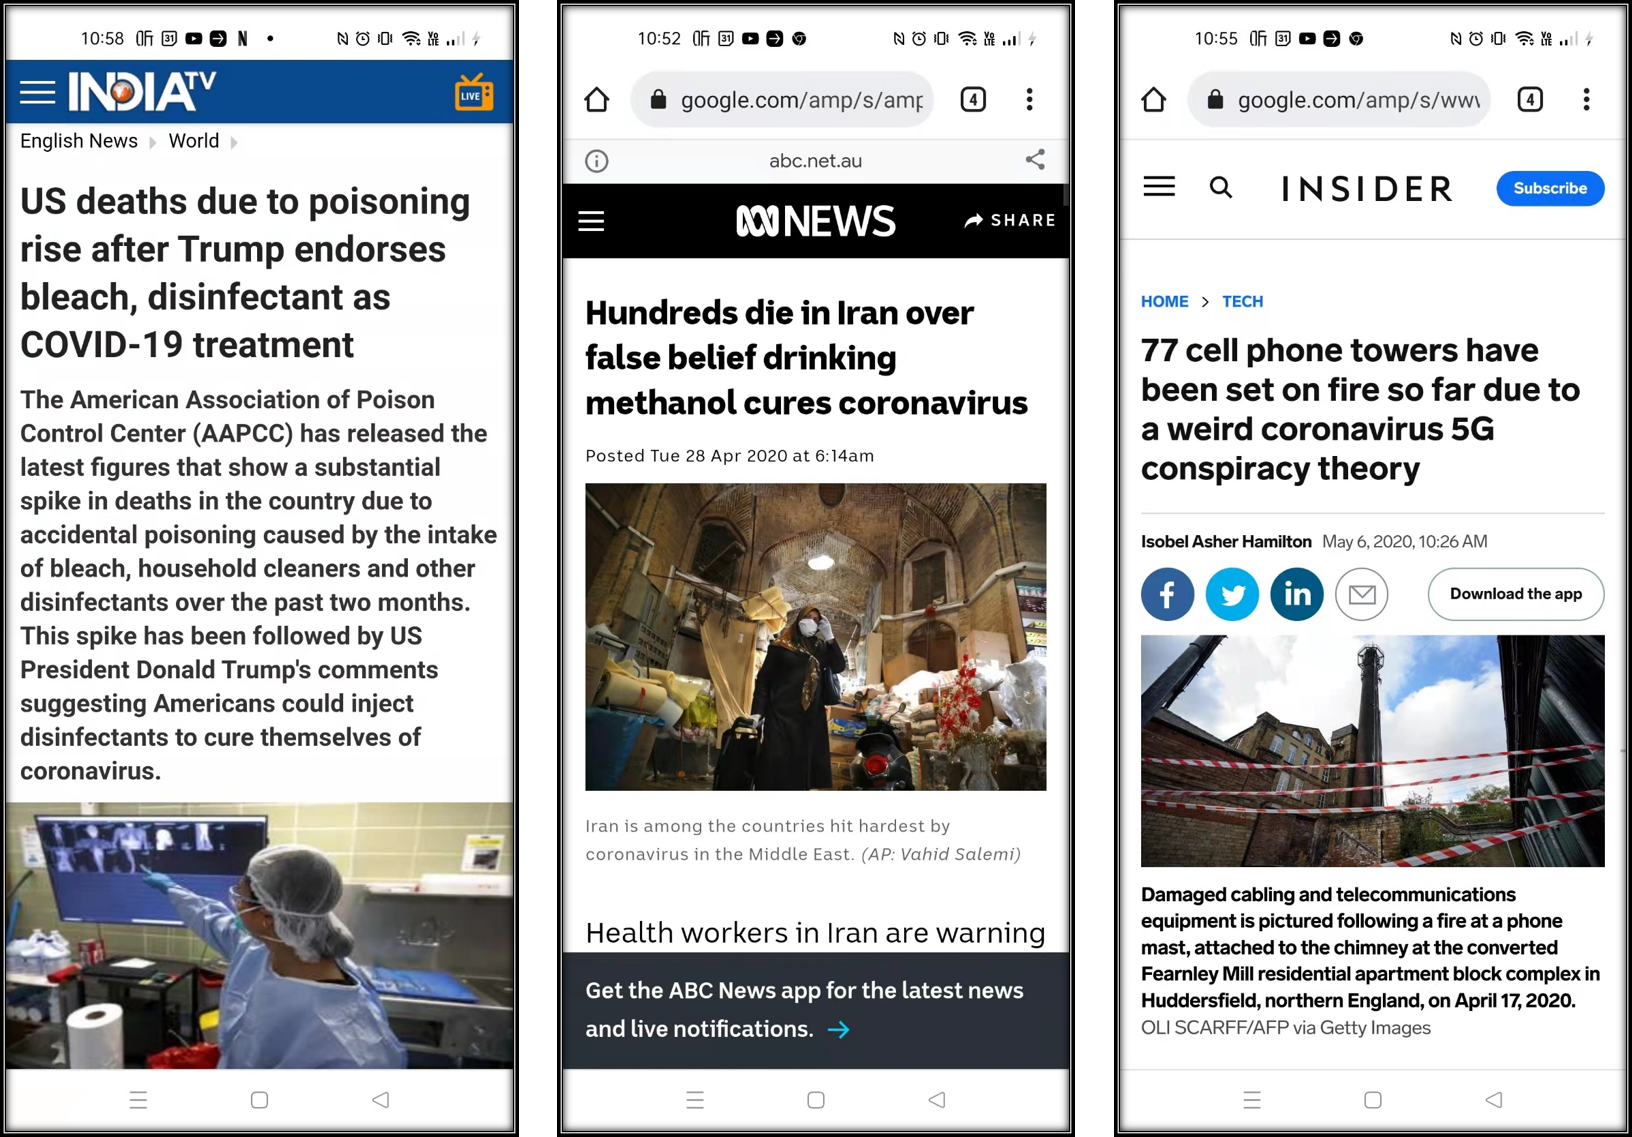 10:58
31
N
VO LTE
INDIATV
LIVE
English News
World
US deaths due to poisoning
rise after Trump endorses
bleach, disinfectant as
COVID-19 treatment
The American Association of Poison
Control Center (AAPCC) has released the
latest figures that show a substantial
spike in deaths in the country due to
accidental poisoning caused by the intake
of bleach, household cleaners and other
disinfectants over the past two months.
This spike has been followed by US
President Donald Trump's comments
suggesting Americans could inject
disinfectants to cure themselves of
coronavirus.
10:52
31
VO LTE
google.com/amp/s/amp
4
abc.net.au
NEWS
SHARE
Hundreds die in Iran over
false belief drinking
methanol cures coronavirus
Posted Tue 28 Apr 2020 at 6:14am
Iran is among the countries hit hardest by
coronavirus in the Middle East. (AP: Vahid Salemi)
Health workers in Iran are warning
Get the ABC News app for the latest news
and live notifications. →
10:55
31
VO LTE
google.com/amp/s/www
4
INSIDER
Subscribe
HOME > TECH
77 cell phone towers have
been set on fire so far due to
a weird coronavirus 5G
conspiracy theory
Isobel Asher Hamilton May 6, 2020, 10:26 AM
Download the app
Damaged cabling and telecommunications
equipment is pictured following a fire at a phone
mast, attached to the chimney at the converted
Fearnley Mill residential apartment block complex in
Huddersfield, northern England, on April 17, 2020.
OLI SCARFF/AFP via Getty Images